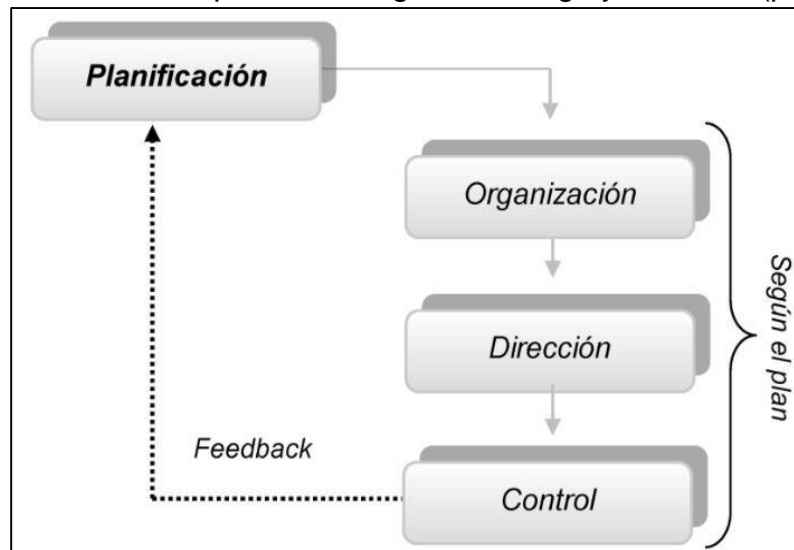 Planificación
Organización
Dirección
Según el plan
Feedback
Control